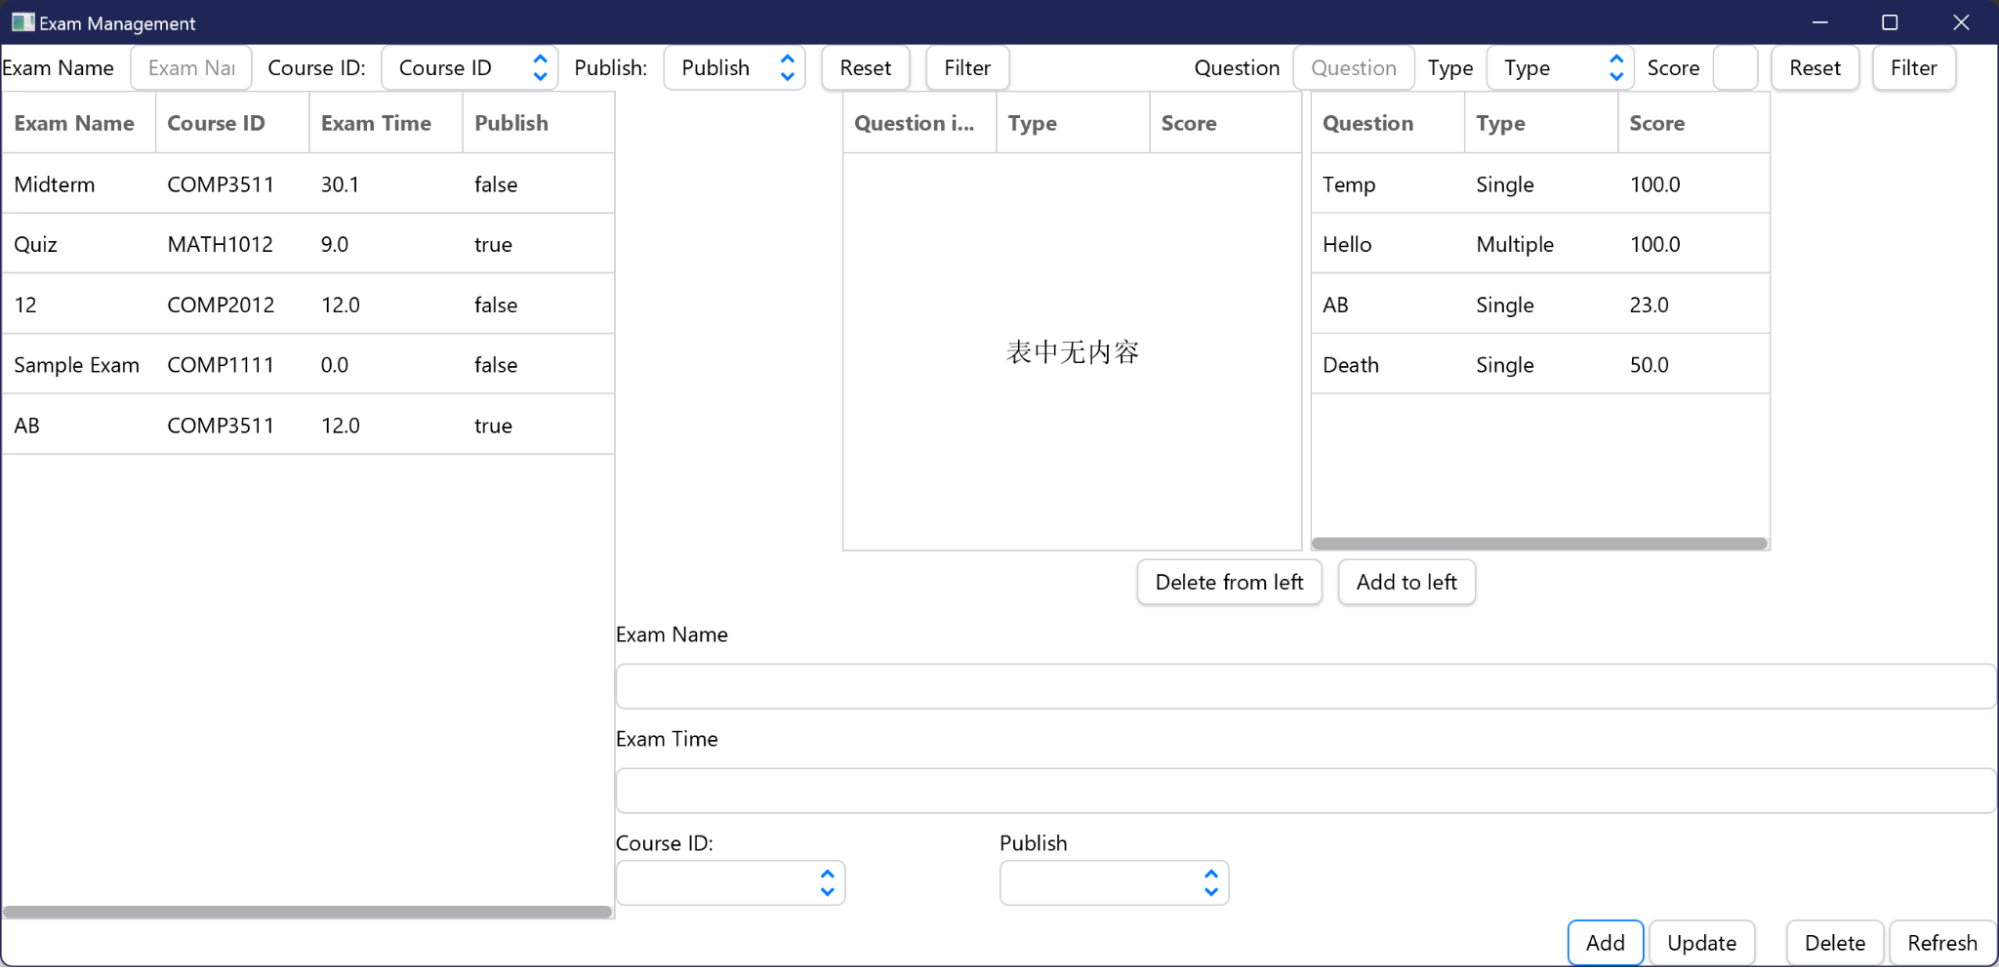 Exam Management
Exam Name Exam Nar Course ID: Course ID Publish: Publish Reset Filter Question Question Type Type Score Reset Filter
Exam Name Course ID Exam Time Publish
Midterm COMP3511 30.1 false
Quiz MATH1012 9.0 true
12 COMP2012 12.0 false
Sample Exam COMP1111 0.0 false
AB COMP3511 12.0 true
Question i... Type Score
表中无内容
Question Type Score
Temp Single 100.0
Hello Multiple 100.0
AB Single 23.0
Death Single 50.0
Delete from left Add to left
Exam Name
Exam Time
Course ID: Publish
Add Update Delete Refresh